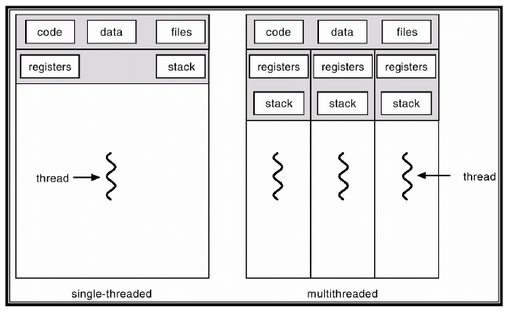 code data files
registers stack
thread
single-threaded
code data files
registers registers registers
stack stack stack
thread
multithreaded